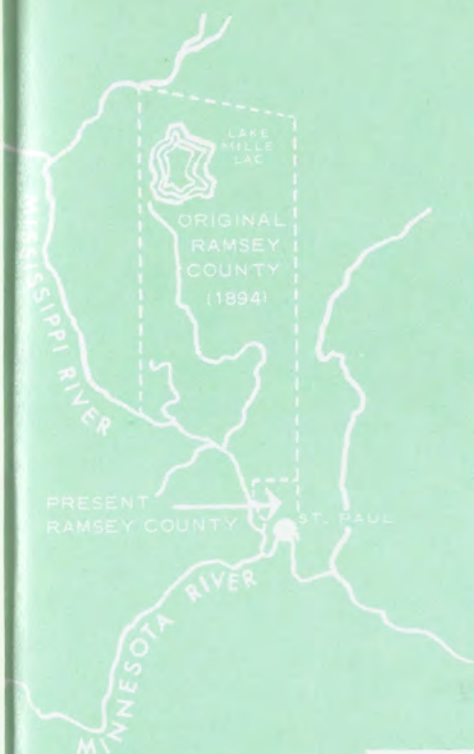 LAKE
MILLE
LAC
ORIGINAL
RAMSEY
COUNTY
(1894)
MISSISSIPPI RIVER
PRESENT
RAMSEY COUNTY
ST. PAUL
MINNESOTA RIVER